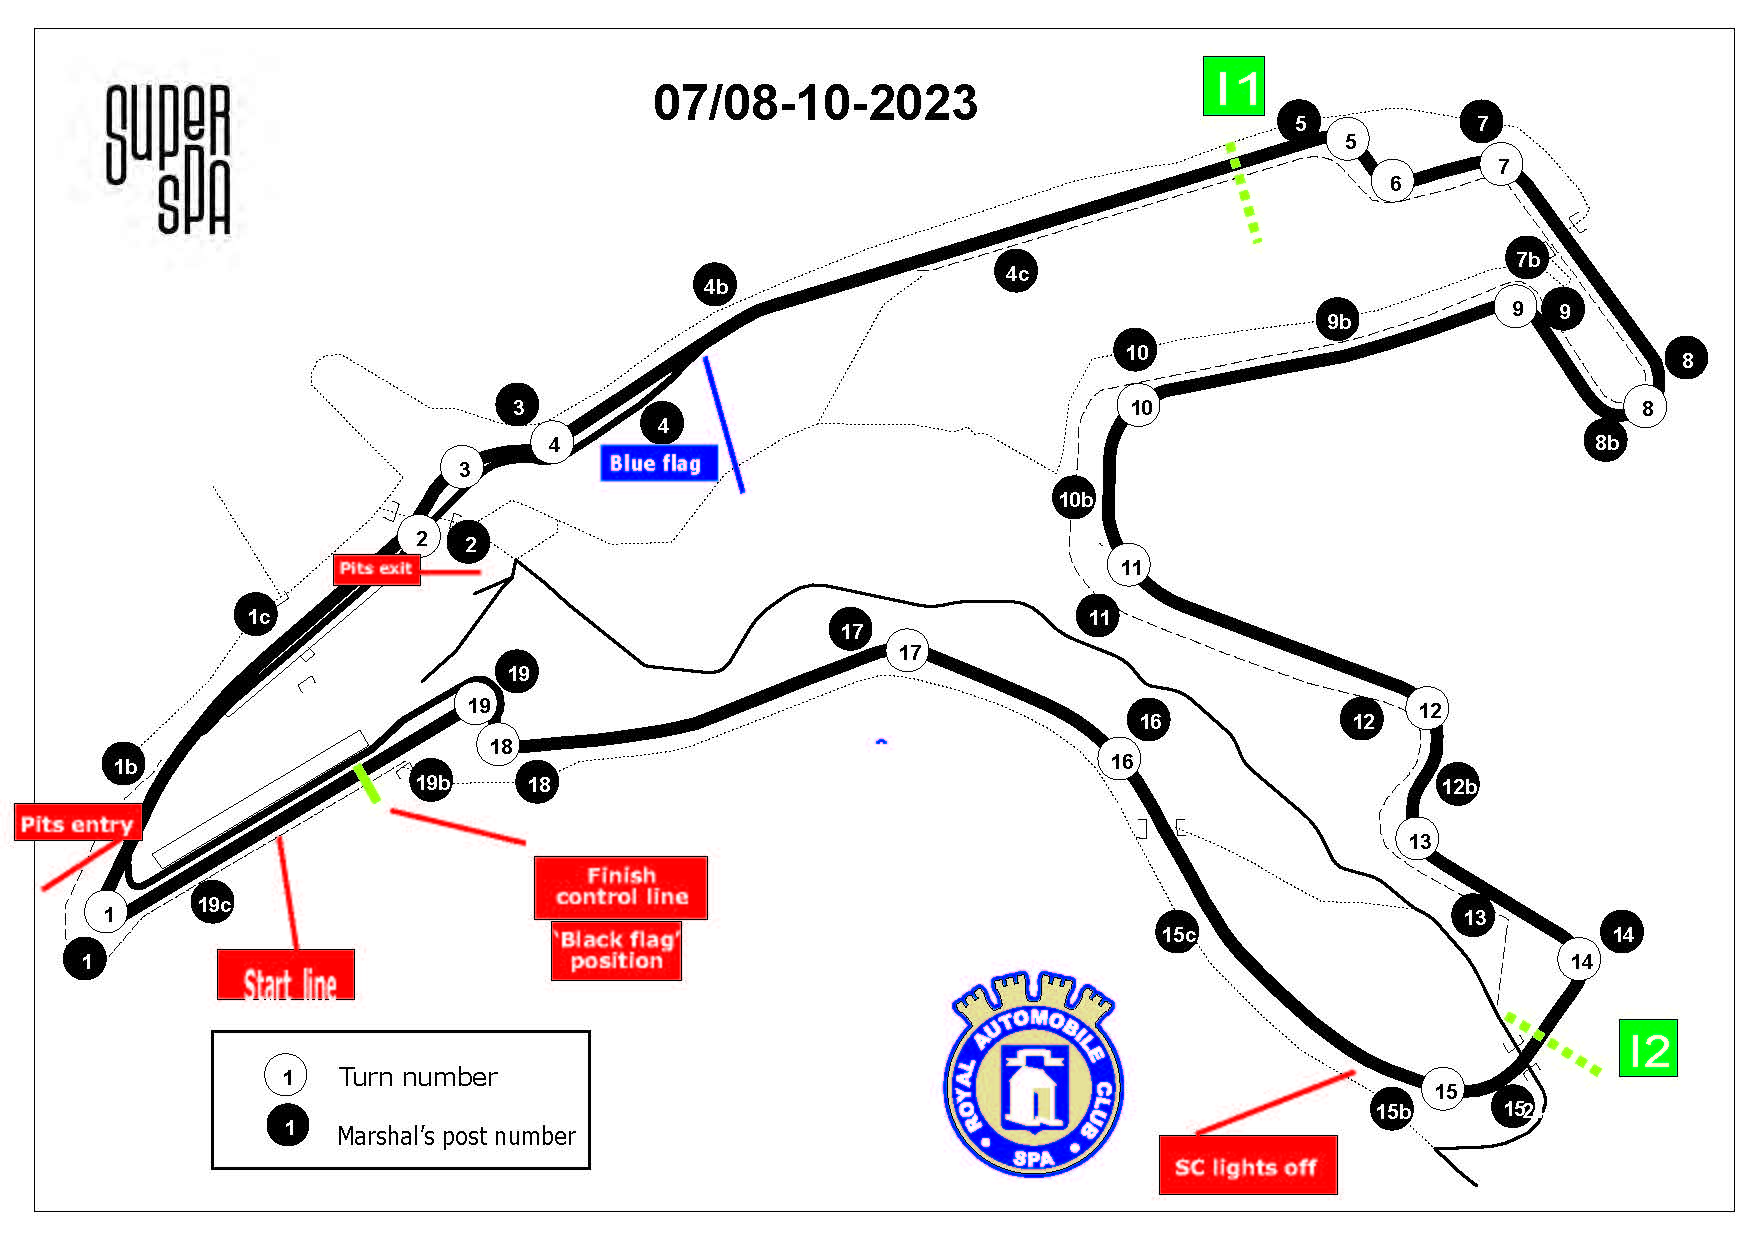 SUPER
SPA
07/08-10-2023
I1
5
5
7
7
6
4b
4c
7b
9
9
9b
8
8
8b
10
10
3
4
4
3
Blue flag
10b
2
2
Pits exit
11
11
1c
17
17
19
19
18
16
16
12
12
1b
19b
18
12b
Pits entry
13
1
19c
Finish
control line
'Black flag'
position
15c
13
14
14
1
Start line
ROYAL AUTOMOBILE CLUB
SPA
I2
15
15b
15
SC lights off
1 Turn number
1 Marshal's post number